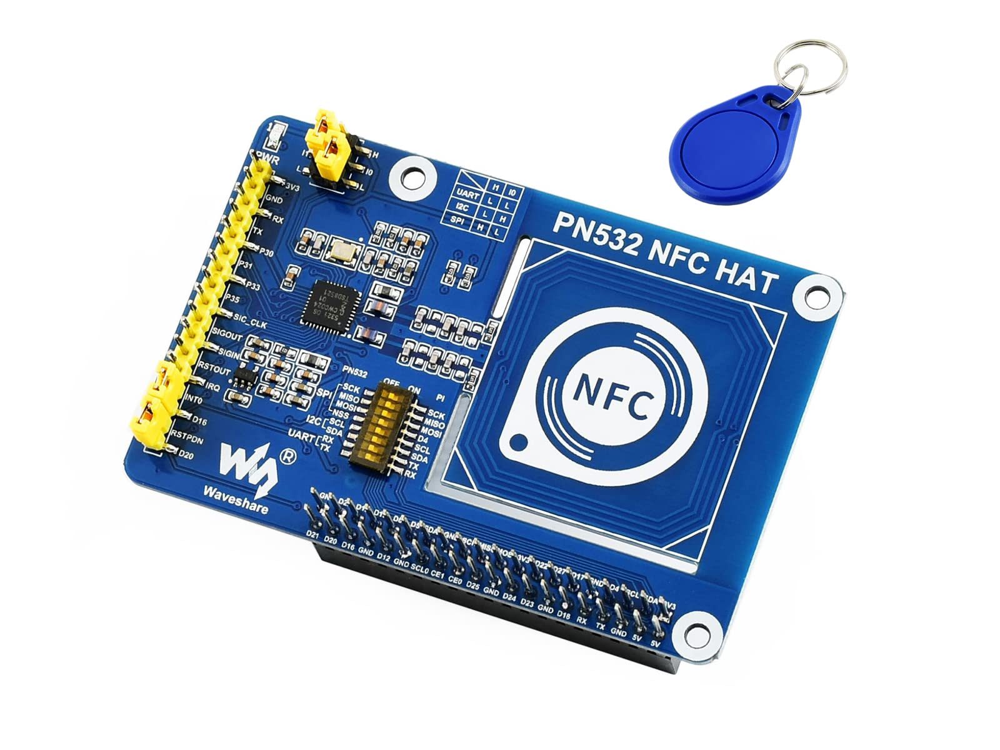 PWR
3V3
GND
RX
TX
P30
P31
P33
P35
SIC_CLK
SIGOUT
SIGIN
RSTOUT
IRQ
INT0
D16
RSTPDN
D20
H
I0
L
L
I1 I0
UART L L
I2C L H
SPI H L
PN532 NFC HAT
NFC
PN532
OFF ON
PI
SPI
SCK
MISO
MOSI
NSS
I2C
SCL
SDA
UART
RX
TX
SCK
MISO
MOSI
D4
SCL
SDA
TX
RX
®
Waveshare
D21 D20 D16 GND D12 GND SCL0 CE1 CE0 D25 GND D24 D23 GND D18 RX TX GND 5V 5V